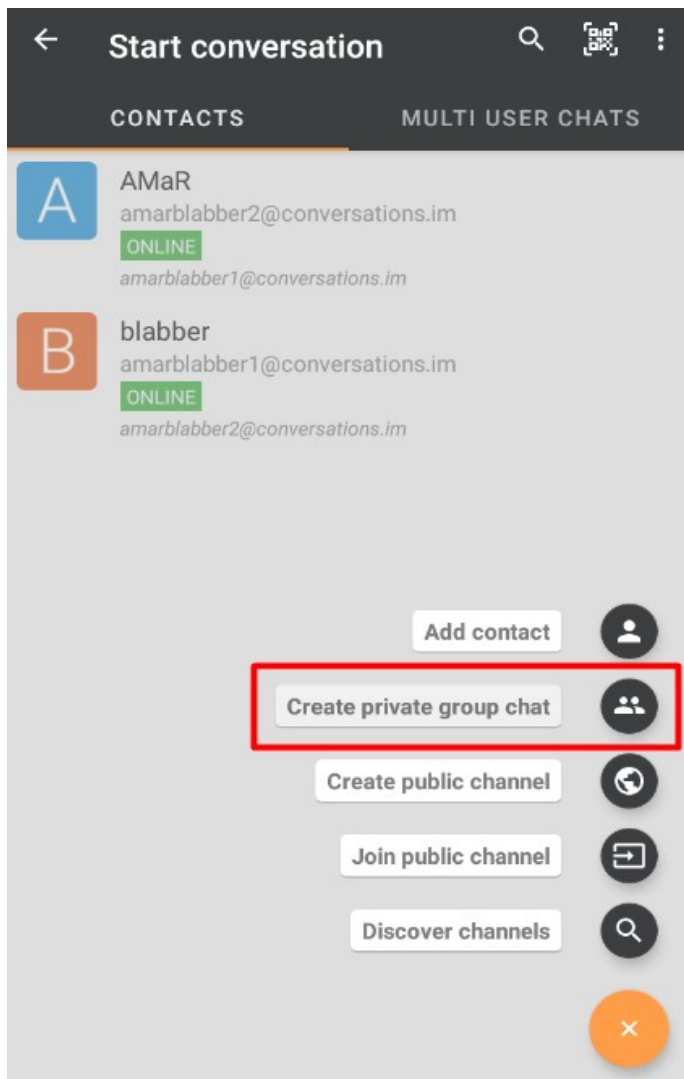 Start conversation
CONTACTS
MULTI USER CHATS
A
AMaR
amarblabber2@conversations.im
ONLINE
amarblabber1@conversations.im
B
blabber
amarblabber1@conversations.im
ONLINE
amarblabber2@conversations.im
Add contact
Create private group chat
Create public channel
Join public channel
Discover channels